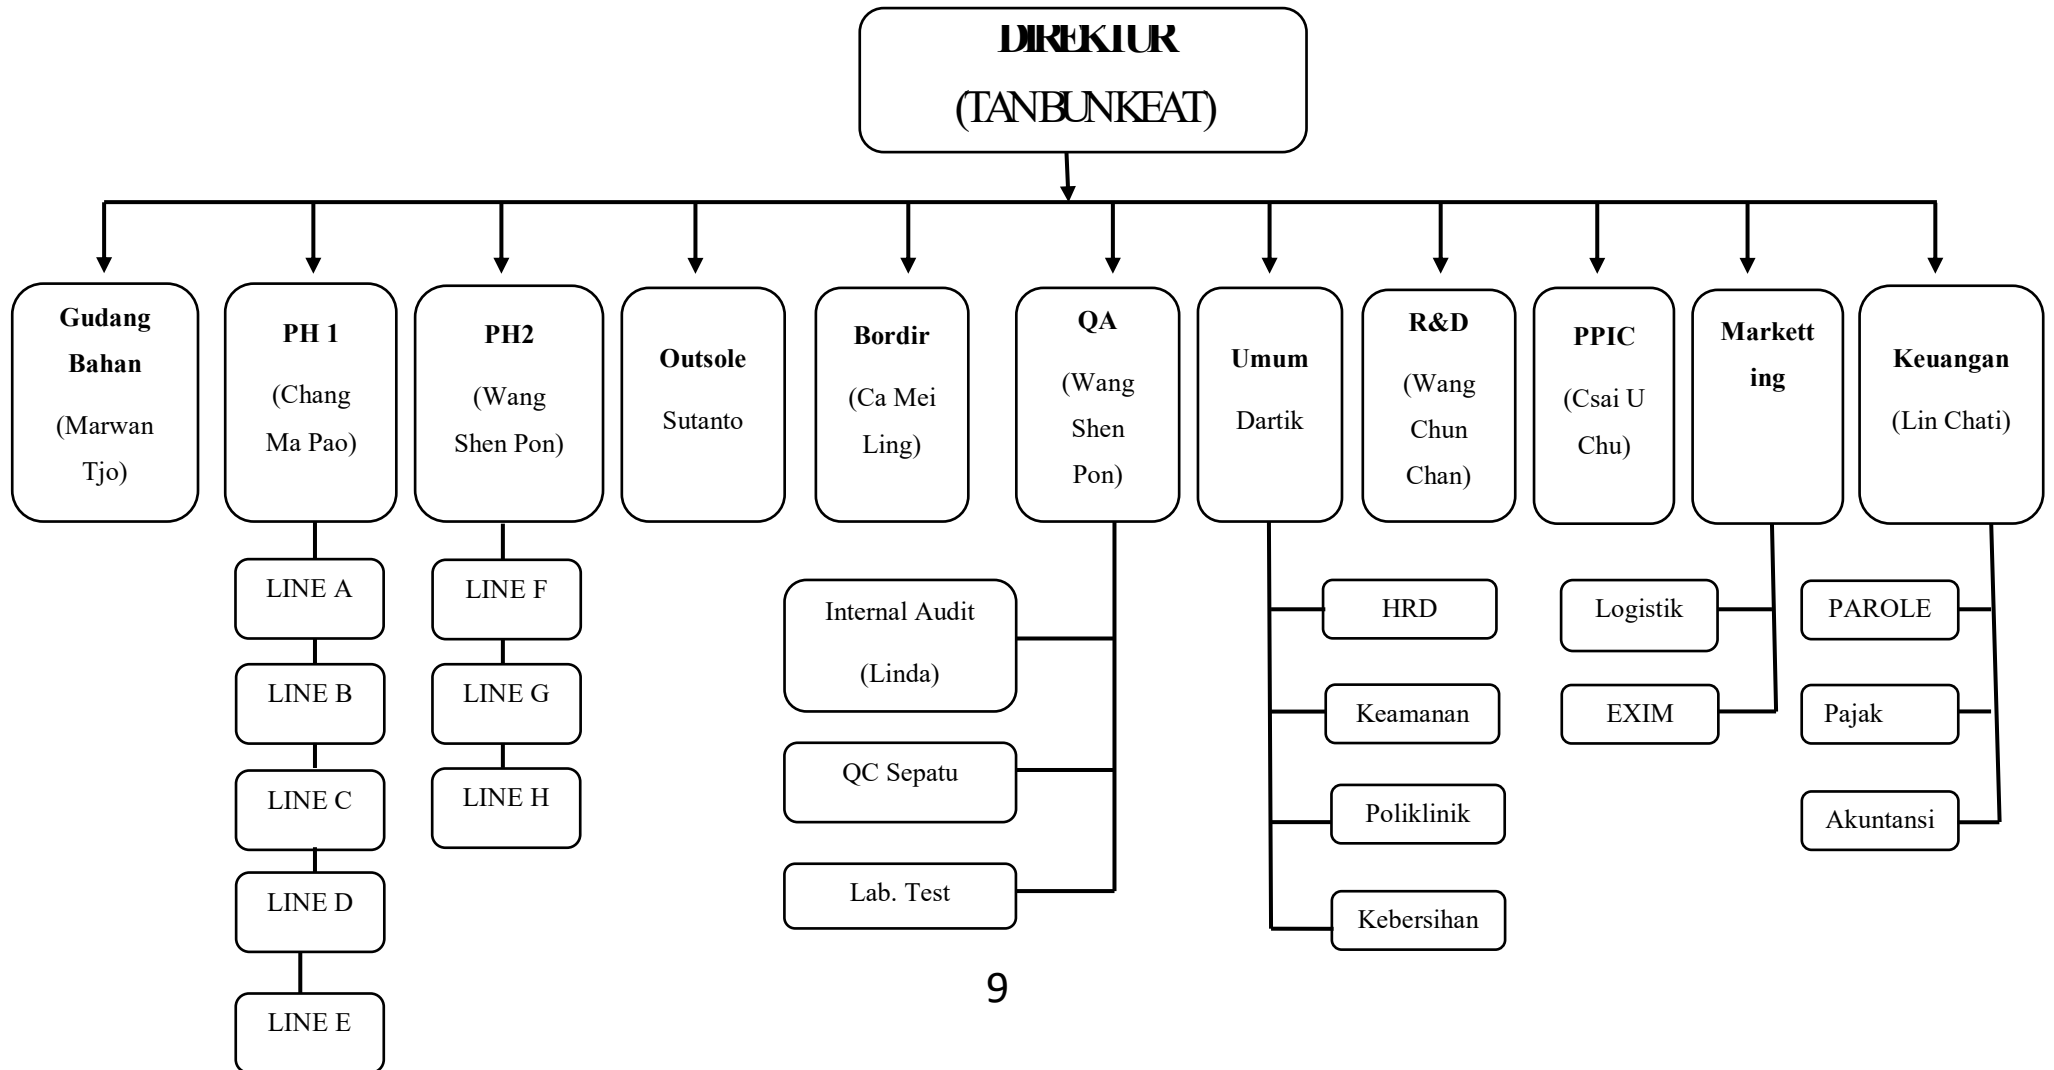 DIREKTUR
(TAN BUN KEAT)
Gudang
Bahan
(Marwan
Tjo)
PH 1
(Chang
Ma Pao)
PH2
(Wang
Shen Pon)
Outsole
Sutanto
Bordir
(Ca Mei
Ling)
QA
(Wang
Shen
Pon)
Umum
Dartik
R&D
(Wang
Chun
Chan)
PPIC
(Csai U
Chu)
Markett
ing
Keuangan
(Lin Chati)
LINE A
LINE B
LINE C
LINE D
LINE E
LINE F
LINE G
LINE H
Internal Audit
(Linda)
QC Sepatu
Lab. Test
HRD
Keamanan
Poliklinik
Kebersihan
Logistik
EXIM
PAROLE
Pajak
Akuntansi
9